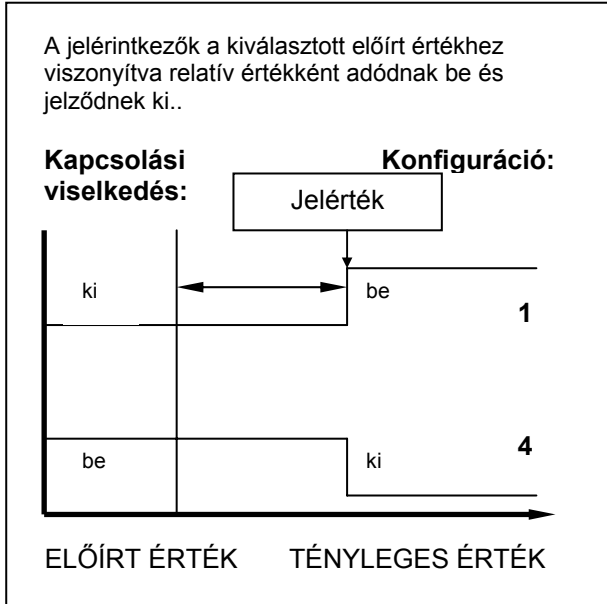 A jelérintkezők a kiválasztott előírt értékhez
viszonyítva relatív értékként adódnak be és
jelződnek ki..
Kapcsolási
viselkedés:
Konfiguráció:
Jelérték
ki
be
1
be
ki
4
ELŐÍRT ÉRTÉK
TÉNYLEGES ÉRTÉK